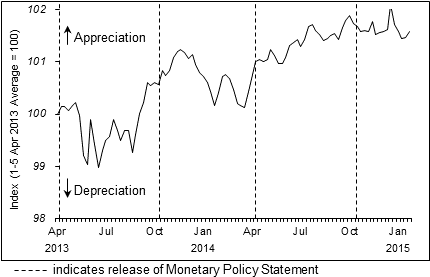 102
101
100
99
98
Index (1-5 Apr 2013 Average = 100)
Appreciation
Depreciation
Apr Jul Oct Jan Apr Jul Oct Jan
2013 2014 2015
indicates release of Monetary Policy Statement